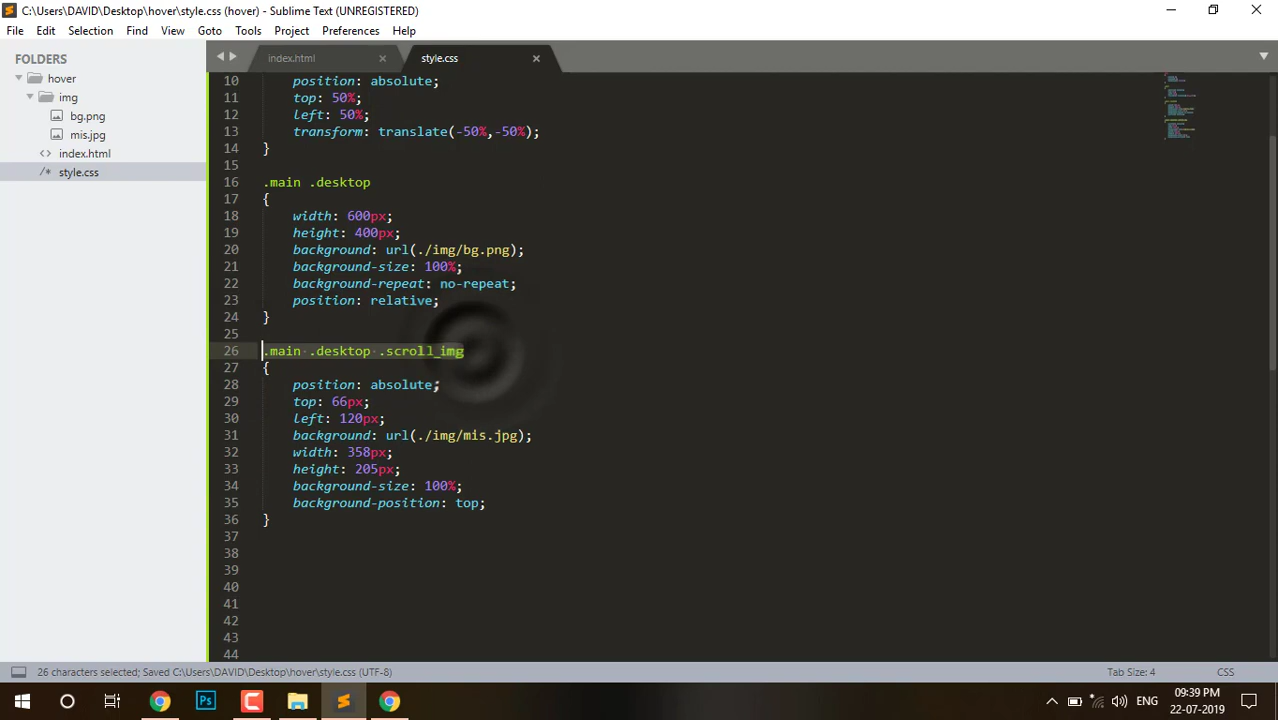 C:\Users\DAVID\Desktop\hover\style.css (hover) - Sublime Text (UNREGISTERED)
File Edit Selection Find View Goto Tools Project Preferences Help
FOLDERS
hover
img
bg.png
mis.jpg
index.html
style.css
index.html style.css
10 position: absolute;
11 top: 50%;
12 left: 50%;
13 transform: translate(-50%,-50%);
14 }
15
16 .main .desktop
17 {
18 width: 600px;
19 height: 400px;
20 background: url(./img/bg.png);
21 background-size: 100%;
22 background-repeat: no-repeat;
23 position: relative;
24 }
25
26 .main .desktop .scroll_img
27 {
28 position: absolute;
29 top: 66px;
30 left: 120px;
31 background: url(./img/mis.jpg);
32 width: 358px;
33 height: 205px;
34 background-size: 100%;
35 background-position: top;
36 }
37
38
39
40
41
42
43
44
26 characters selected; Saved C:\Users\DAVID\Desktop\hover\style.css (UTF-8) Tab Size: 4 CSS
Ps ENG 09:39 PM
22-07-2019